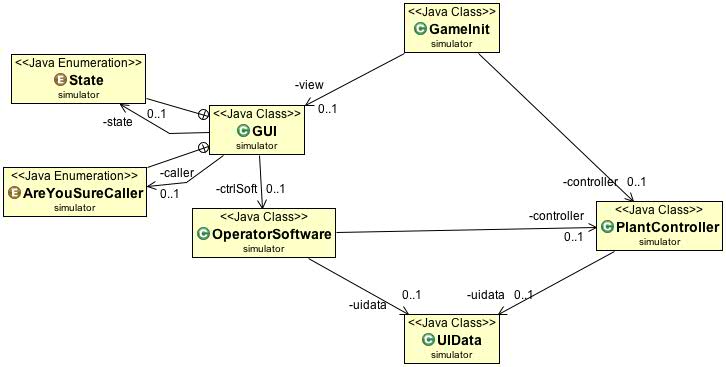 <<Java Class>>
C GameInit
simulator
<<Java Enumeration>>
E State
simulator
-view
0..1
0..1
-state
<<Java Class>>
C GUI
simulator
<<Java Enumeration>>
E AreYouSureCaller
simulator
-caller
0..1
-ctrlSoft
0..1
-controller
0..1
<<Java Class>>
C OperatorSoftware
simulator
-controller
0..1
<<Java Class>>
C PlantController
simulator
-uidata
0..1
-uidata
0..1
<<Java Class>>
C UIData
simulator